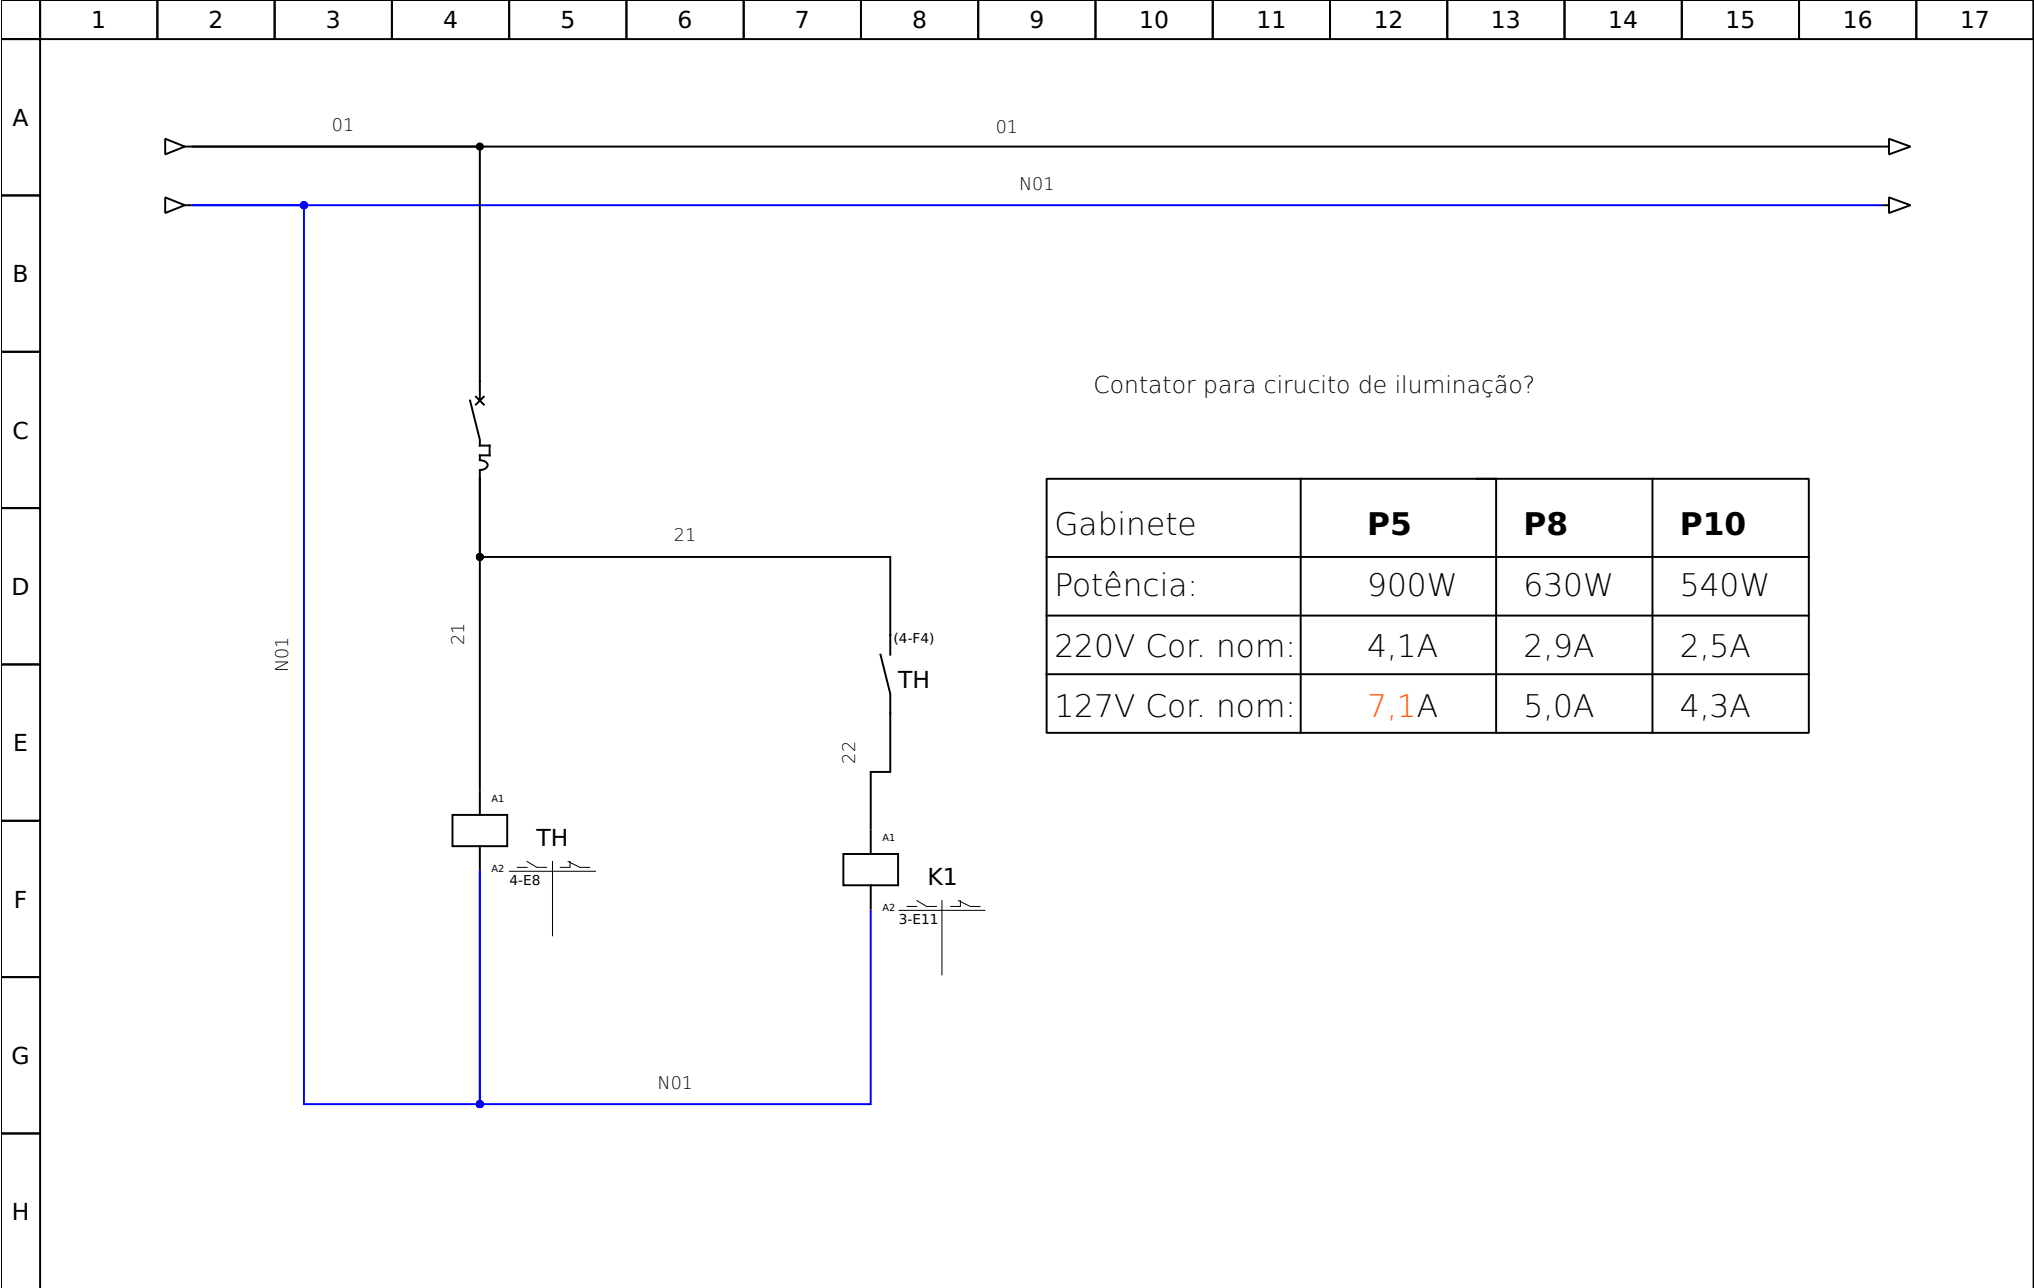 1 2 3 4 5 6 7 8 9 10 11 12 13 14 15 16 17
A
01 01
N01
B
Contator para cirucito de iluminação?
C
Gabinete P5 P8 P10
21
D
Potência: 900W 630W 540W
21
(4-F4)
220V Cor. nom: 4,1A 2,9A 2,5A
N01
TH
127V Cor. nom: 7,1A 5,0A 4,3A
E
22
A1
TH
A1
A2
4-E8
K1
F
A2
3-E11
G
N01
H